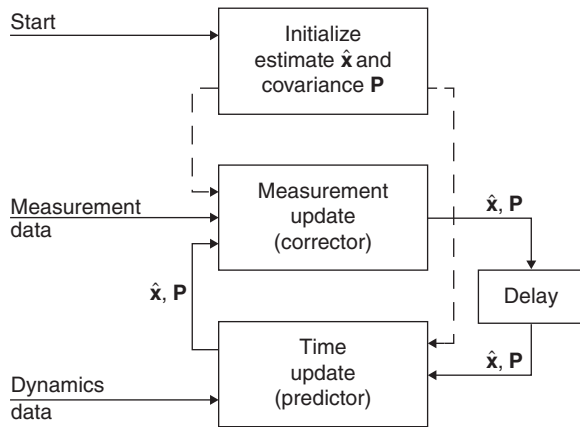 Start
Initialize
estimate x̂ and
covariance P
Measurement
data
Measurement
update
(corrector)
x̂, P
x̂, P
Delay
x̂, P
Time
update
(predictor)
Dynamics
data